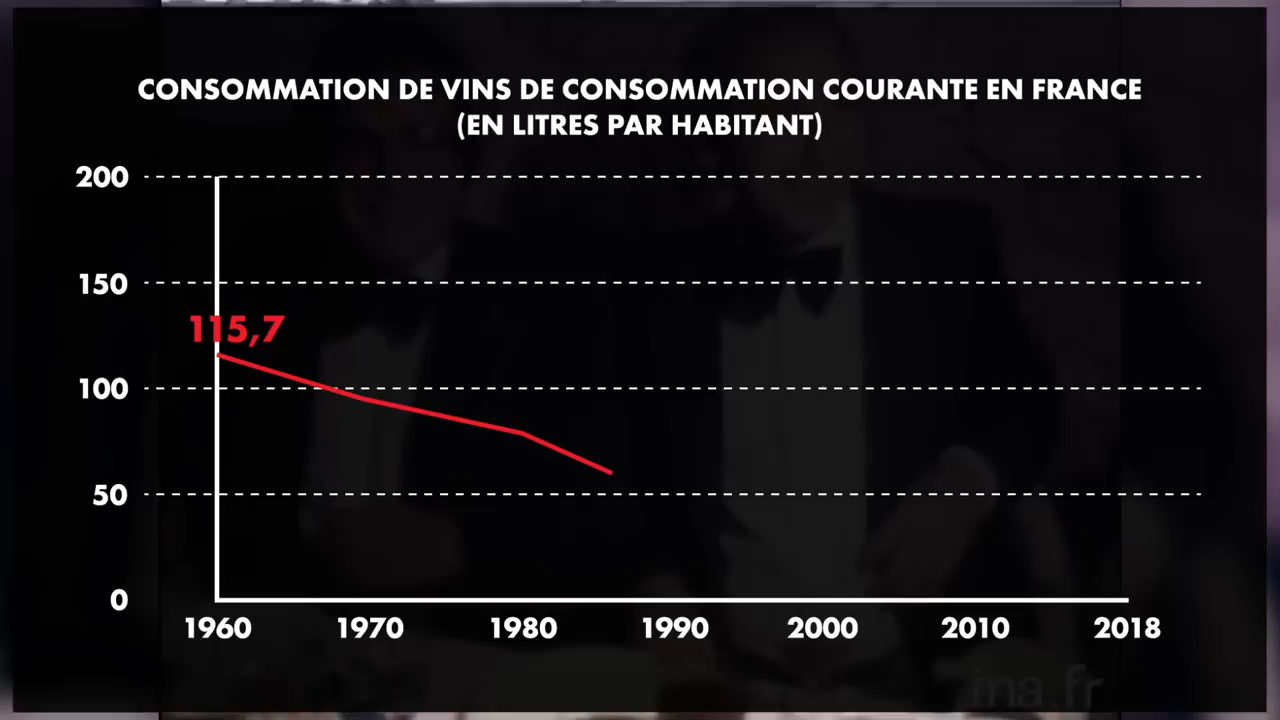 CONSOMMATION DE VINS DE CONSOMMATION COURANTE EN FRANCE
(EN LITRES PAR HABITANT)
200
150
115,7
100
50
0
1960 1970 1980 1990 2000 2010 2018
ina.fr